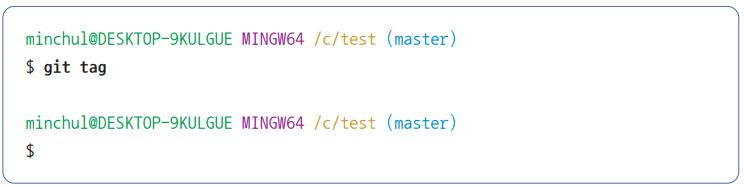 minchul@DESKTOP-9KULGUE MINGW64 /c/test (master)
$ git tag
minchul@DESKTOP-9KULGUE MINGW64 /c/test (master)
$